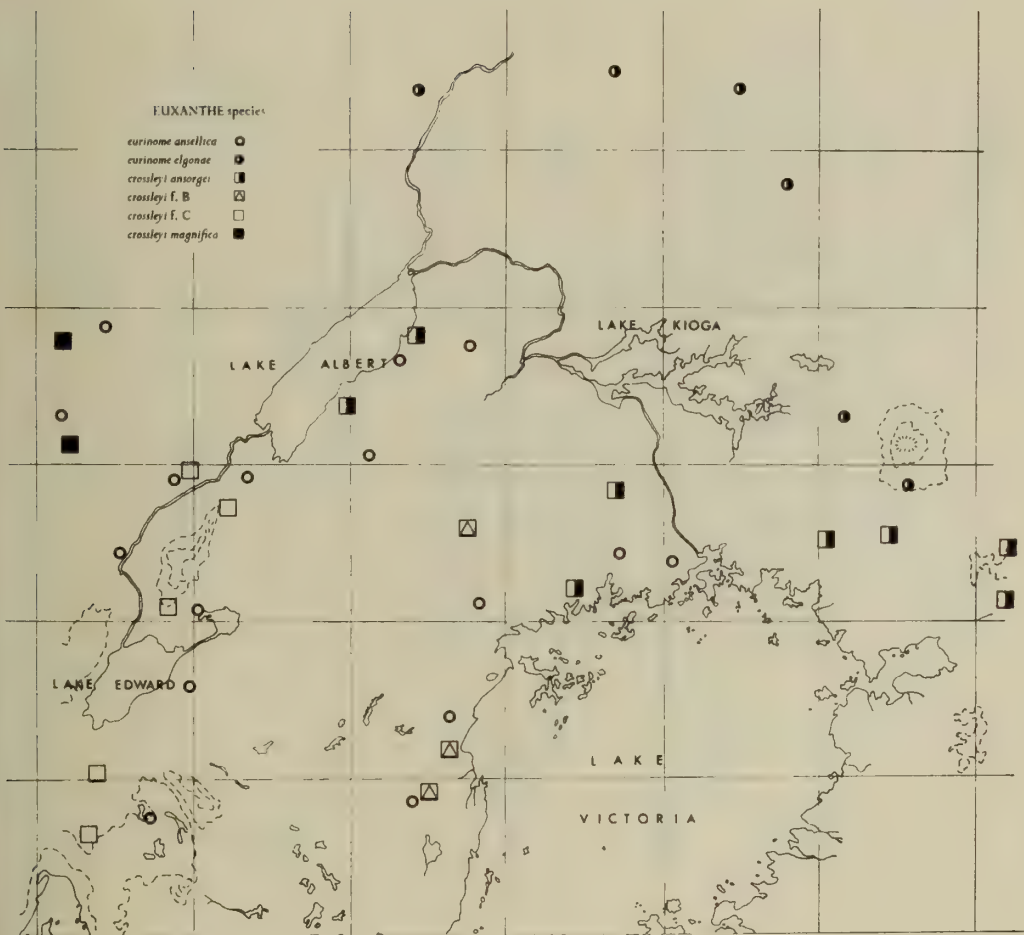 EUXANTHE species
eurinome ansellica
eurinome elgonae
crossleyi ansorgei
crossleyi f. B
crossleyi f. C
crossleyi magnifica
LAKE KIOGA
LAKE ALBERT
LAKE EDWARD
LAKE
VICTORIA